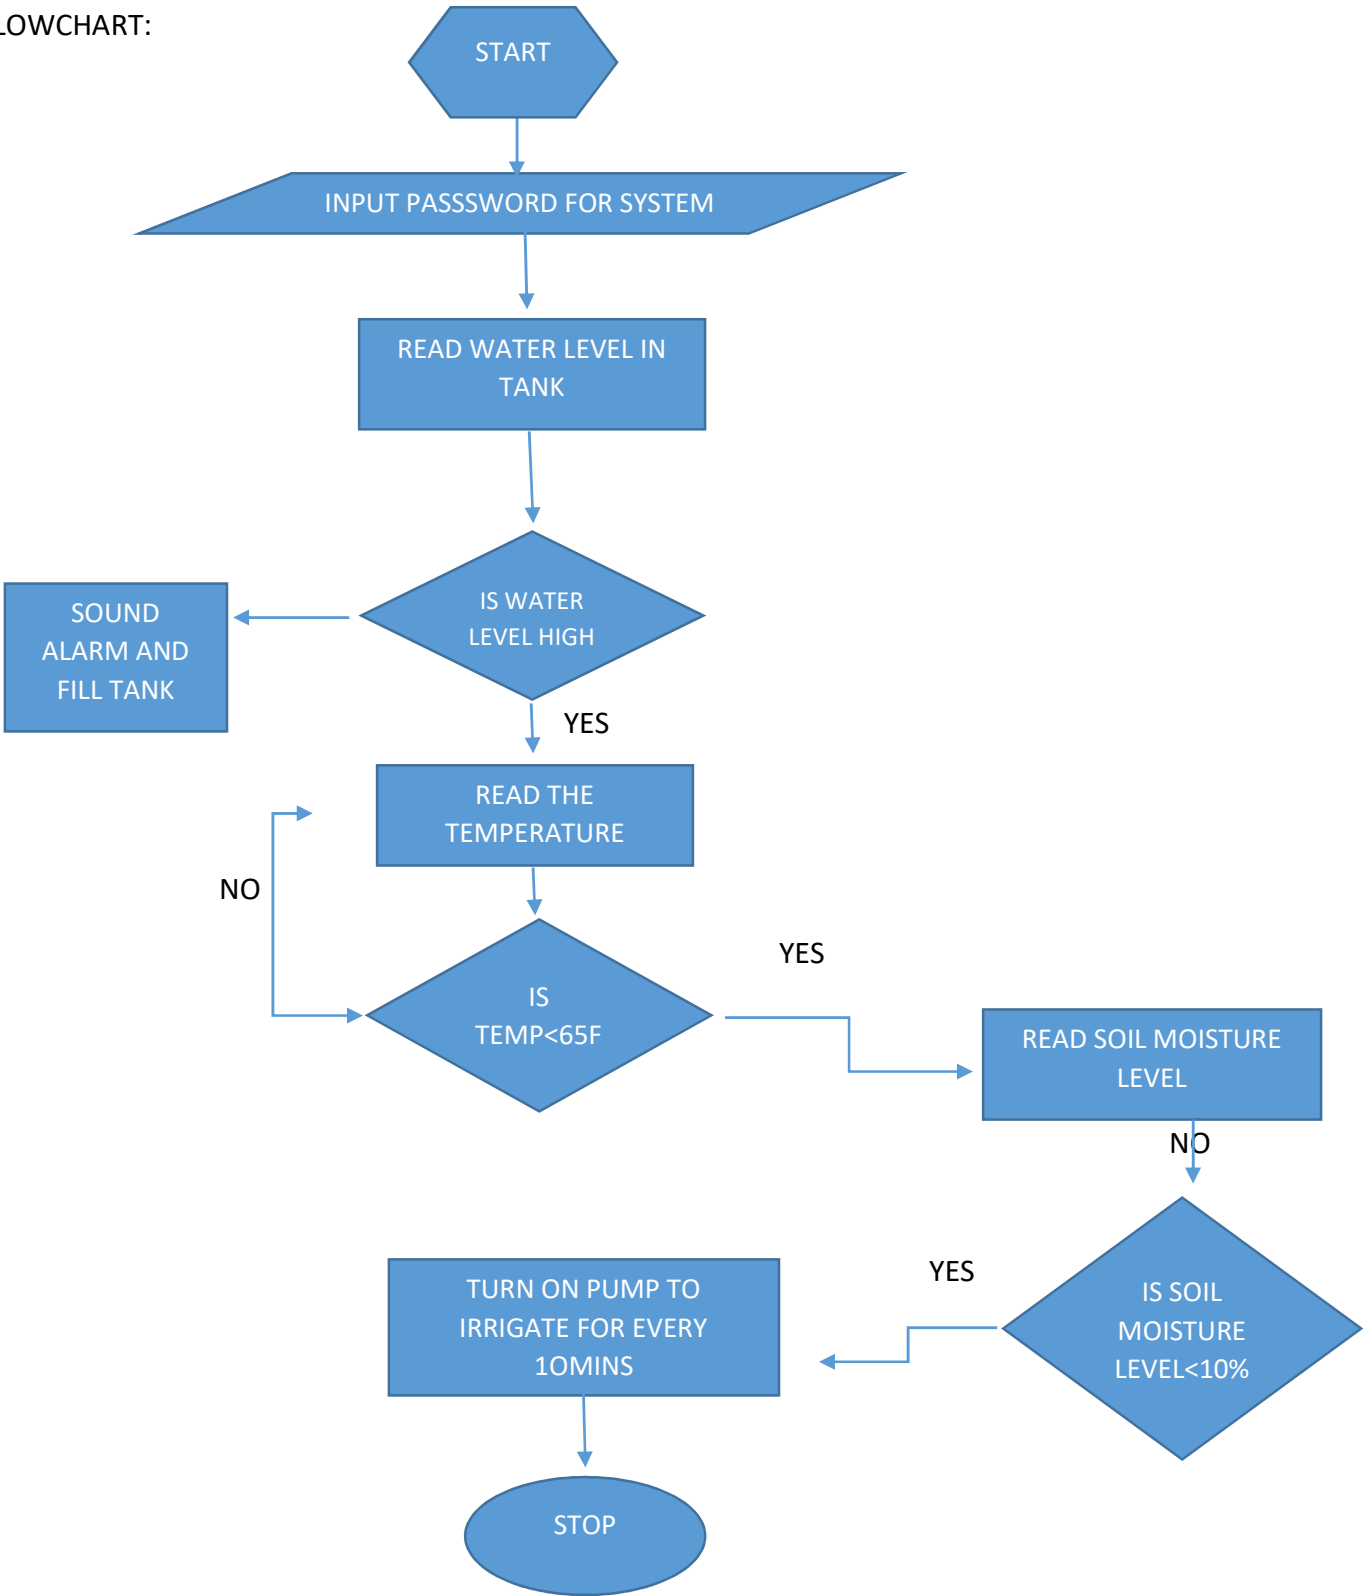 LOWCHART:
START
INPUT PASSSWORD FOR SYSTEM
READ WATER LEVEL IN
TANK
IS WATER
LEVEL HIGH
SOUND
ALARM AND
FILL TANK
YES
READ THE
TEMPERATURE
NO
IS
TEMP<65F
YES
READ SOIL MOISTURE
LEVEL
NO
IS SOIL
MOISTURE
LEVEL<10%
YES
TURN ON PUMP TO
IRRIGATE FOR EVERY
1OMINS
STOP